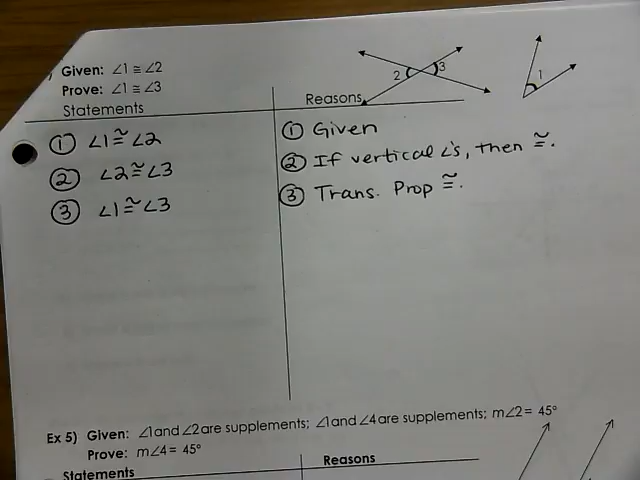 Given: ∠1 ≅ ∠2
Prove: ∠1 ≅ ∠3
Statements
Reasons
2
3
1
① ∠1 ≅ ∠2
① Given
② ∠2 ≅ ∠3
② If vertical ∠'s, then ≅.
③ ∠1 ≅ ∠3
③ Trans. Prop ≅.
Ex 5) Given: ∠1 and ∠2 are supplements; ∠1 and ∠4 are supplements; m∠2 = 45°
Prove: m∠4 = 45°
Statements
Reasons